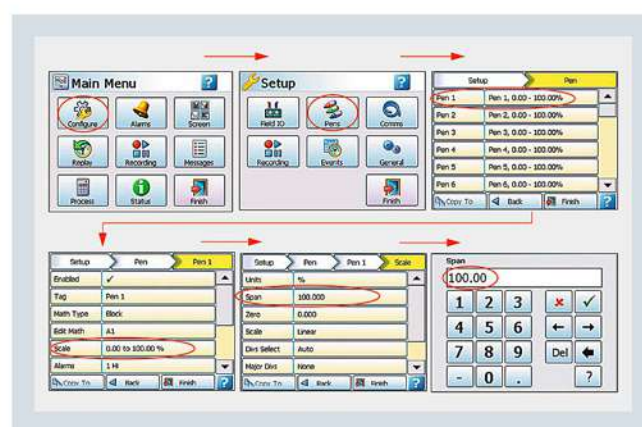 Main Menu ?
Configure Alarms Screen
Replay Recording Messages
Process Status Finish
Setup ?
Field IO Pens Comms
Recording Events General
Finish
Setup Pen
Pen 1 Pen 1, 0.00 - 100.00%
Pen 2 Pen 2, 0.00 - 100.00%
Pen 3 Pen 3, 0.00 - 100.00%
Pen 4 Pen 4, 0.00 - 100.00%
Pen 5 Pen 5, 0.00 - 100.00%
Pen 6 Pen 6, 0.00 - 100.00%
Copy To Back Finish ?
Setup Pen Pen 1
Enabled ✓
Tag Pen 1
Math Type Block
Edit Math A1
Scale 0.00 to 100.00 %
Alarms 1 Hi
Copy To Back Finish ?
Setup Pen Pen 1 Scale
Units %
Span 100.000
Zero 0.000
Scale Linear
Divs Select Auto
Major Divs None
Copy To Back Finish ?
Span
100.00
1 2 3 × ✓
4 5 6 ← →
7 8 9 Del
- 0 . ?